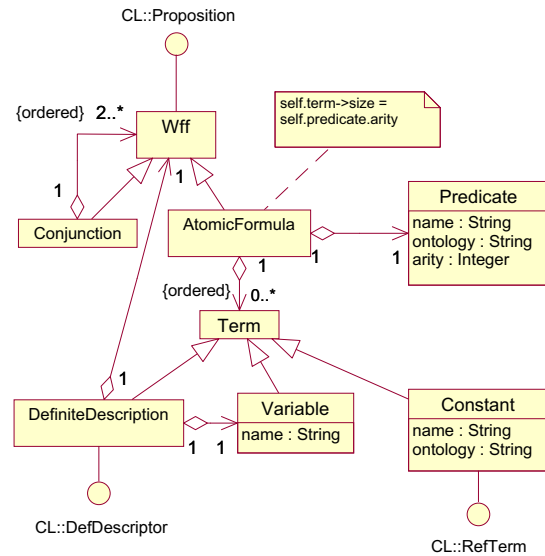 CL::Proposition
{ordered}
2..*
Wff
self.term->size =
self.predicate.arity
1
1
Conjunction
AtomicFormula
Predicate
name : String
ontology : String
arity : Integer
1
1
1
{ordered}
0..*
Term
1
DefiniteDescription
1
1
Variable
name : String
Constant
name : String
ontology : String
CL::DefDescriptor
CL::RefTerm